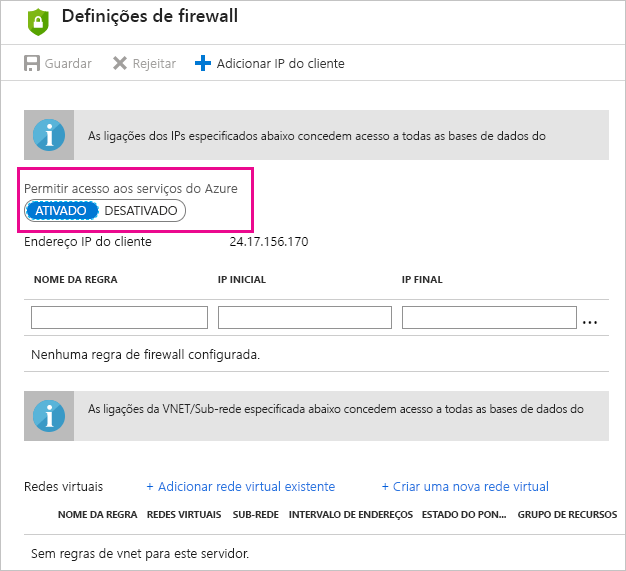 Definições de firewall
Guardar Rejeitar Adicionar IP do cliente
As ligações dos IPs especificados abaixo concedem acesso a todas as bases de dados do
Permitir acesso aos serviços do Azure
ATIVADO DESATIVADO
Endereço IP do cliente 24.17.156.170
NOME DA REGRA IP INICIAL IP FINAL
...
Nenhuma regra de firewall configurada.
As ligações da VNET/Sub-rede especificada abaixo concedem acesso a todas as bases de dados do
Redes virtuais + Adicionar rede virtual existente + Criar uma nova rede virtual
NOME DA REGRA REDES VIRTUAIS SUB-REDE INTERVALO DE ENDEREÇOS ESTADO DO PON... GRUPO DE RECURSOS
Sem regras de vnet para este servidor.